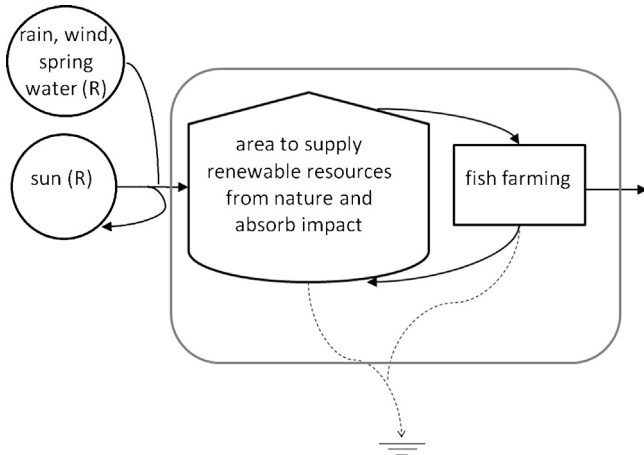 rain, wind,
spring
water (R)
sun (R)
area to supply
renewable resources
from nature and
absorb impact
fish farming